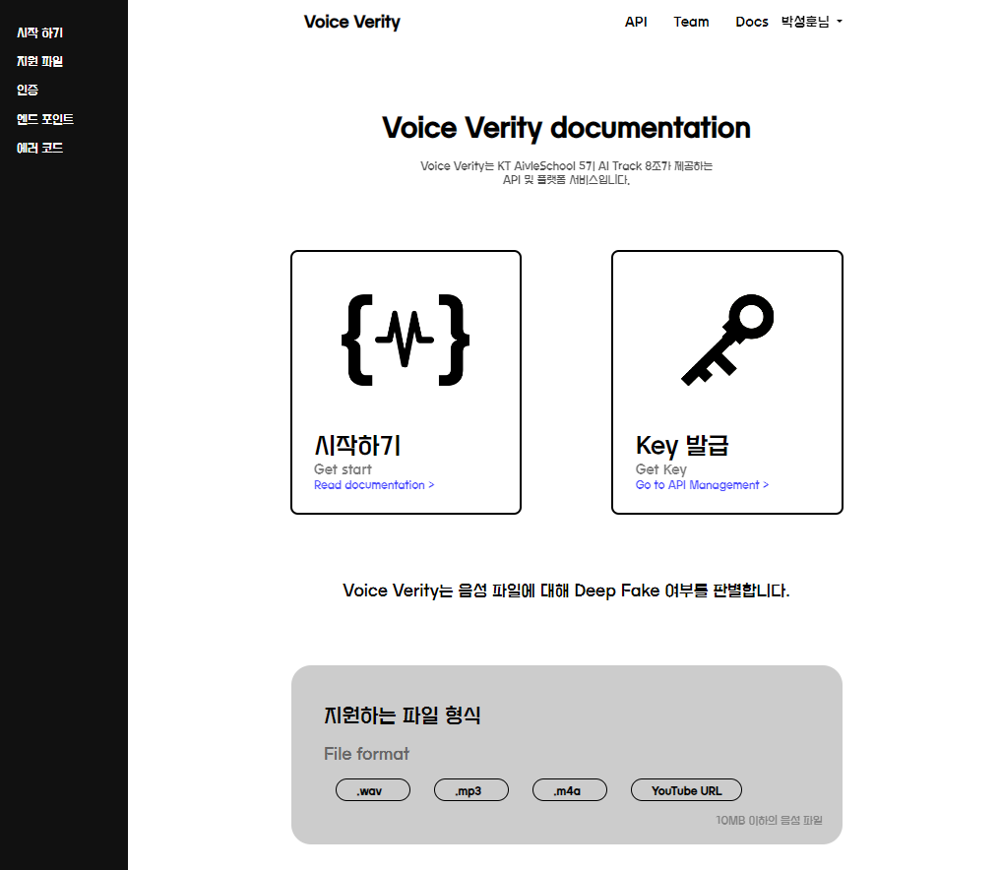 시작 하기
지원 파일
인증
엔드 포인트
에러 코드
Voice Verity
API Team Docs 박성훈님
Voice Verity documentation
Voice Verity는 KT AivleSchool 5기 AI Track 8조가 제공하는
API 및 플랫폼 서비스입니다.
시작하기
Get start
Read documentation >
Key 발급
Get Key
Go to API Management >
Voice Verity는 음성 파일에 대해 Deep Fake 여부를 판별합니다.
지원하는 파일 형식
File format
.wav .mp3 .m4a YouTube URL
10MB 이하의 음성 파일